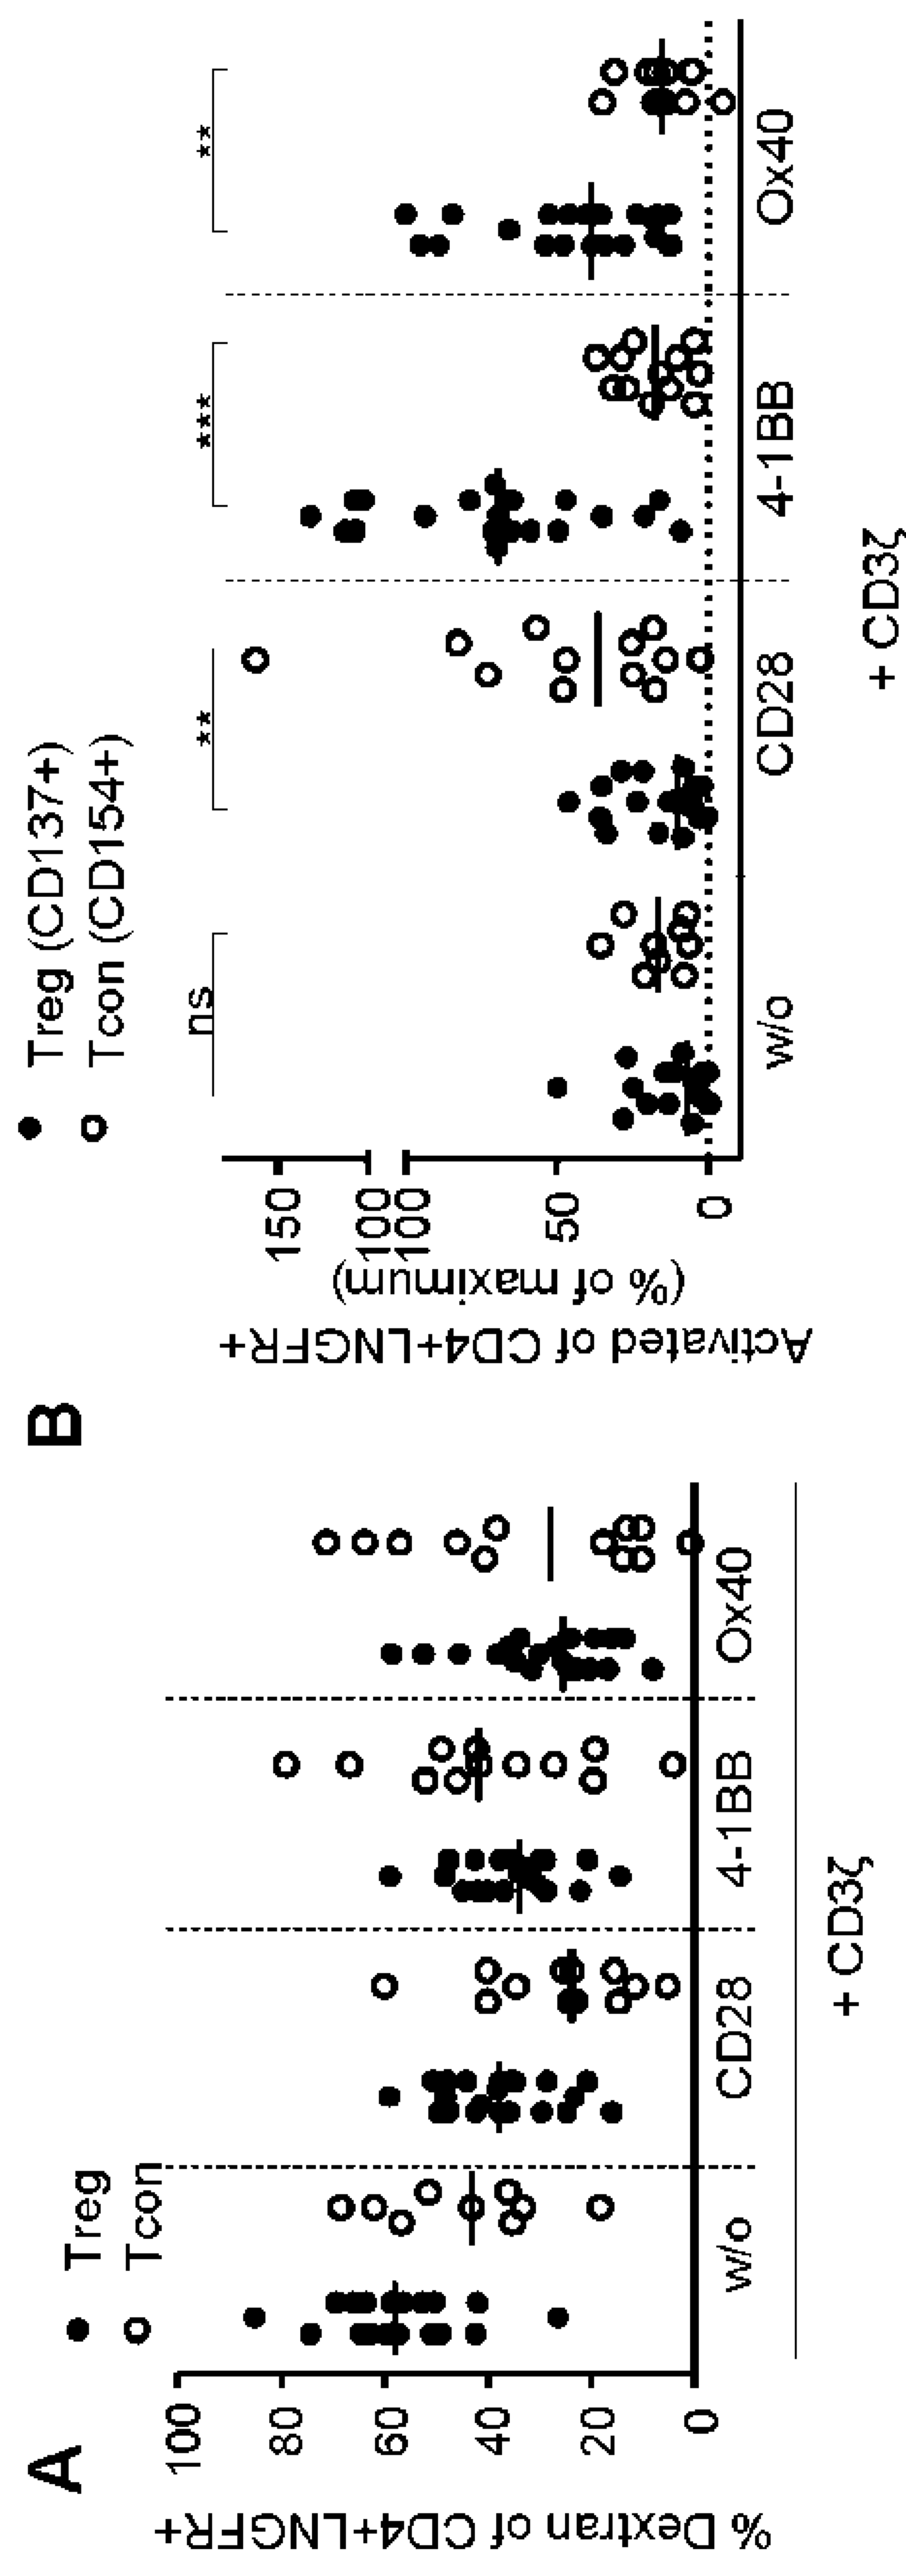 A
Treg
Tcon
% Dextran of CD4+LNGFR+
100
80
60
40
20
0
w/o
CD28
4-1BB
Ox40
+ CD3ζ
B
Treg (CD137+)
Tcon (CD154+)
Activated of CD4+LNGFR+
(% of maximum)
150
100
100
50
0
ns
**
***
**
w/o
CD28
4-1BB
Ox40
+ CD3ζ